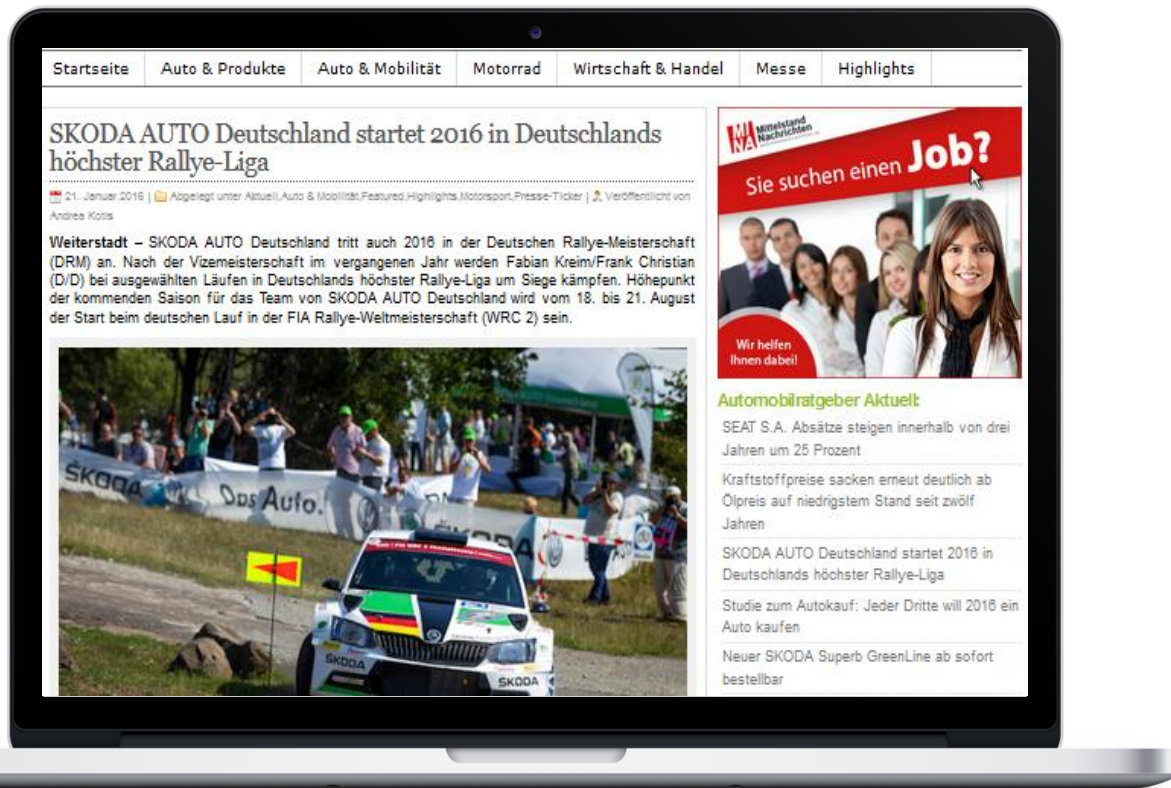 Startseite Auto & Produkte Auto & Mobilität Motorrad Wirtschaft & Handel Messe Highlights
SKODA AUTO Deutschland startet 2016 in Deutschlands
höchster Rallye-Liga
21. Januar 2016 | Abgelegt unter Aktuell,Auto & Mobilität,Featured,Highlights,Motorsport,Presse-Ticker | Veröffentlicht von
Andrea Kotis
Weiterstadt – SKODA AUTO Deutschland tritt auch 2016 in der Deutschen Rallye-Meisterschaft
(DRM) an. Nach der Vizemeisterschaft im vergangenen Jahr werden Fabian Kreim/Frank Christian
(D/D) bei ausgewählten Läufen in Deutschlands höchster Rallye-Liga um Siege kämpfen. Höhepunkt
der kommenden Saison für das Team von SKODA AUTO Deutschland wird vom 18. bis 21. August
der Start beim deutschen Lauf in der FIA Rallye-Weltmeisterschaft (WRC 2) sein.
ŠKODA
Das Auto.
ŠKODA
ŠKODA
ŠKODA
MI Mittelstand
NA Nachrichten
Sie suchen einen Job?
Wir helfen
Ihnen dabei!
Automobilratgeber Aktuell:
SEAT S.A. Absätze steigen innerhalb von drei
Jahren um 25 Prozent
Kraftstoffpreise sacken erneut deutlich ab
Ölpreis auf niedrigstem Stand seit zwölf
Jahren
SKODA AUTO Deutschland startet 2016 in
Deutschlands höchster Rallye-Liga
Studie zum Autokauf: Jeder Dritte will 2016 ein
Auto kaufen
Neuer SKODA Superb GreenLine ab sofort
bestellbar